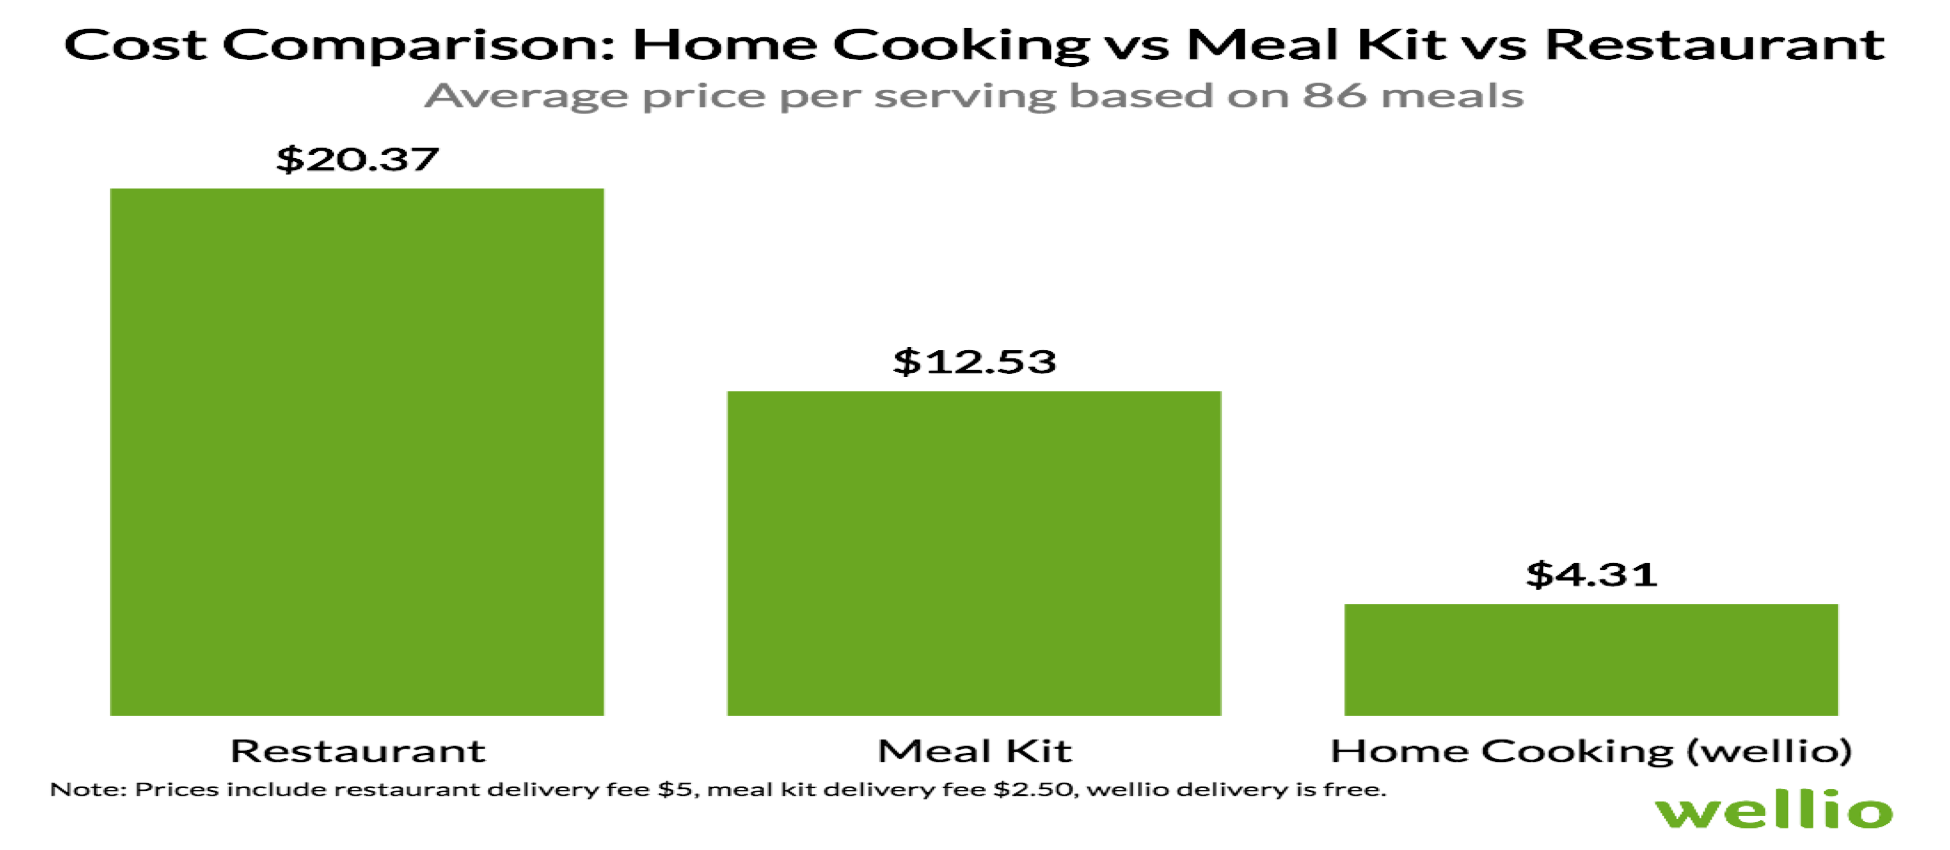 Cost Comparison: Home Cooking vs Meal Kit vs Restaurant
Average price per serving based on 86 meals
$20.37
$12.53
$4.31
Restaurant
Meal Kit
Home Cooking (wellio)
Note: Prices include restaurant delivery fee $5, meal kit delivery fee $2.50, wellio delivery is free.
wellio